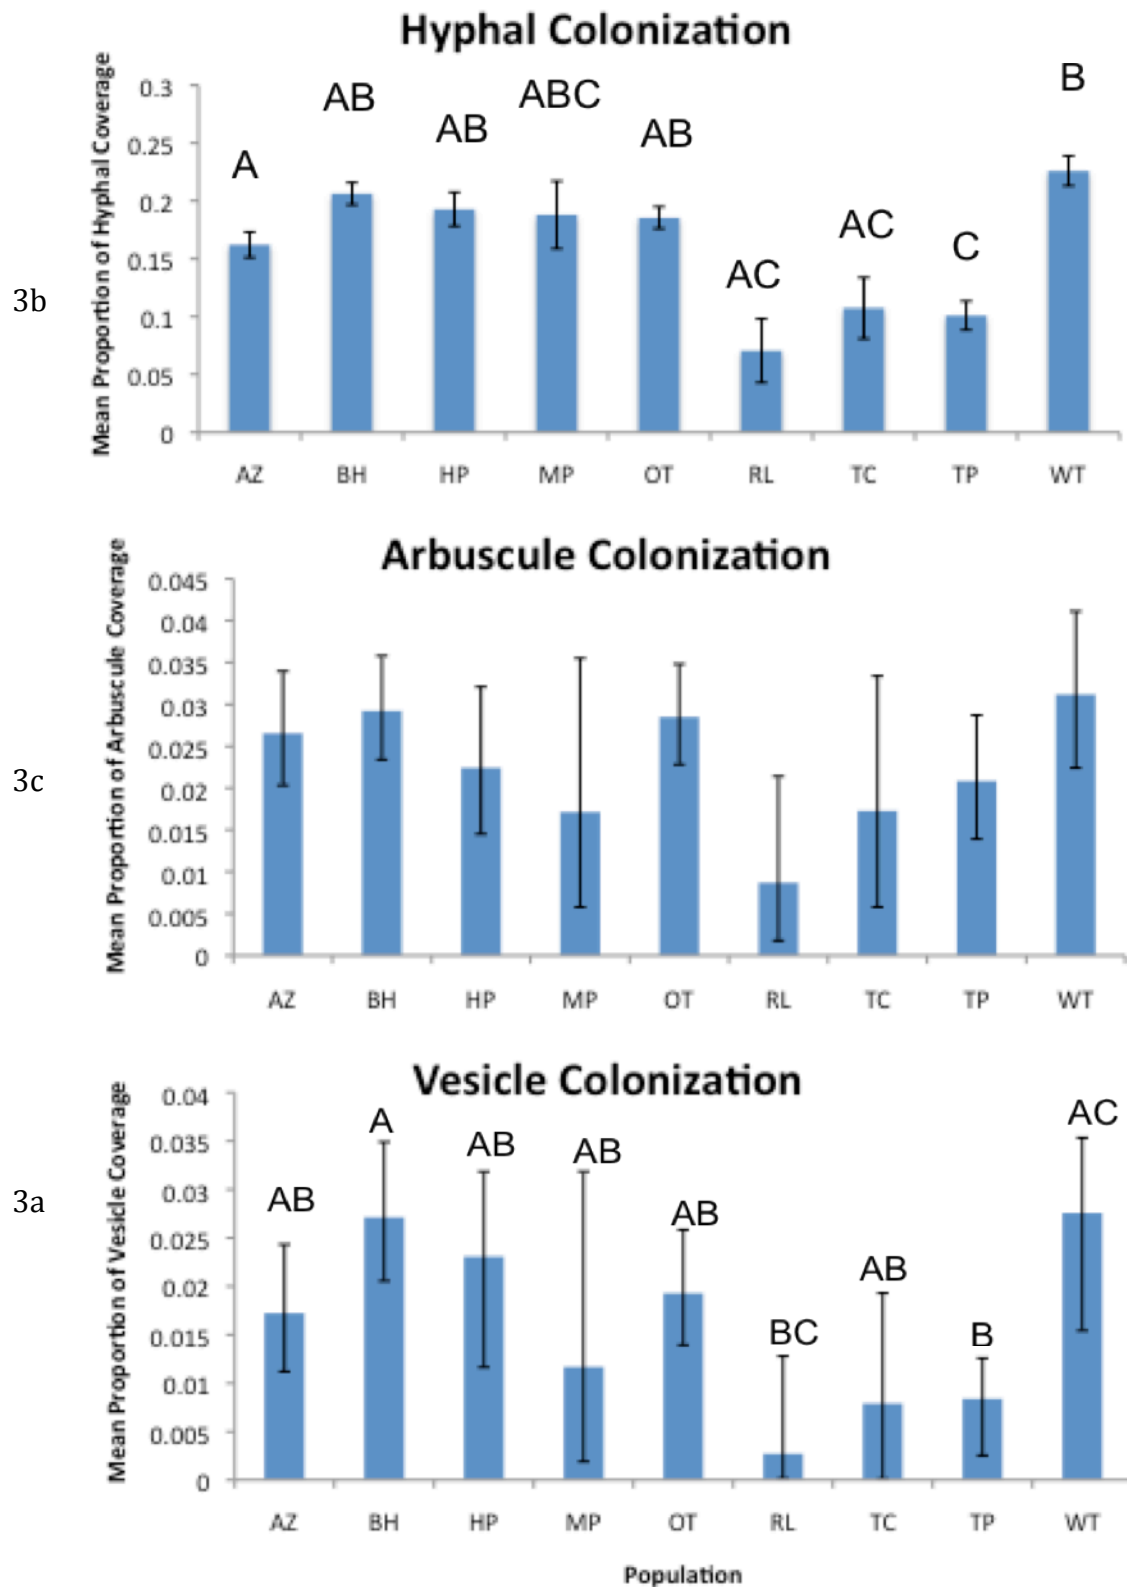 Hyphal Colonization
3b
Mean Proportion of Hyphal Coverage
0.3
0.25
0.2
0.15
0.1
0.05
0
A
AB
AB
ABC
AB
AC
AC
C
B
AZ BH HP MP OT RL TC TP WT
Arbuscule Colonization
3c
Mean Proportion of Arbuscule Coverage
0.045
0.04
0.035
0.03
0.025
0.02
0.015
0.01
0.005
0
AZ BH HP MP OT RL TC TP WT
Vesicle Colonization
3a
Mean Proportion of Vesicle Coverage
0.04
0.035
0.03
0.025
0.02
0.015
0.01
0.005
0
AB
A
AB
AB
AB
BC
AB
B
AC
AZ BH HP MP OT RL TC TP WT
Population